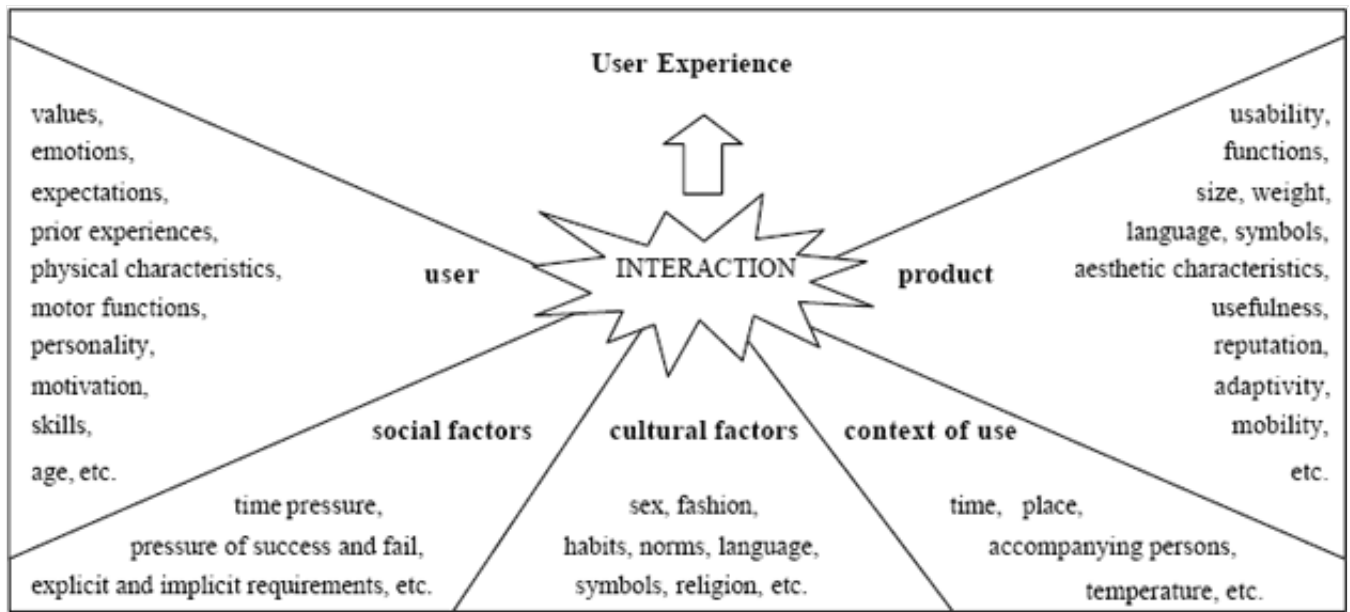 User Experience
values,
emotions,
expectations,
prior experiences,
physical characteristics,
motor functions,
personality,
motivation,
skills,
age, etc.
user
INTERACTION
product
usability,
functions,
size, weight,
language, symbols,
aesthetic characteristics,
usefulness,
reputation,
adaptivity,
mobility,
etc.
social factors
time pressure,
pressure of success and fail,
explicit and implicit requirements, etc.
cultural factors
sex, fashion,
habits, norms, language,
symbols, religion, etc.
context of use
time, place,
accompanying persons,
temperature, etc.